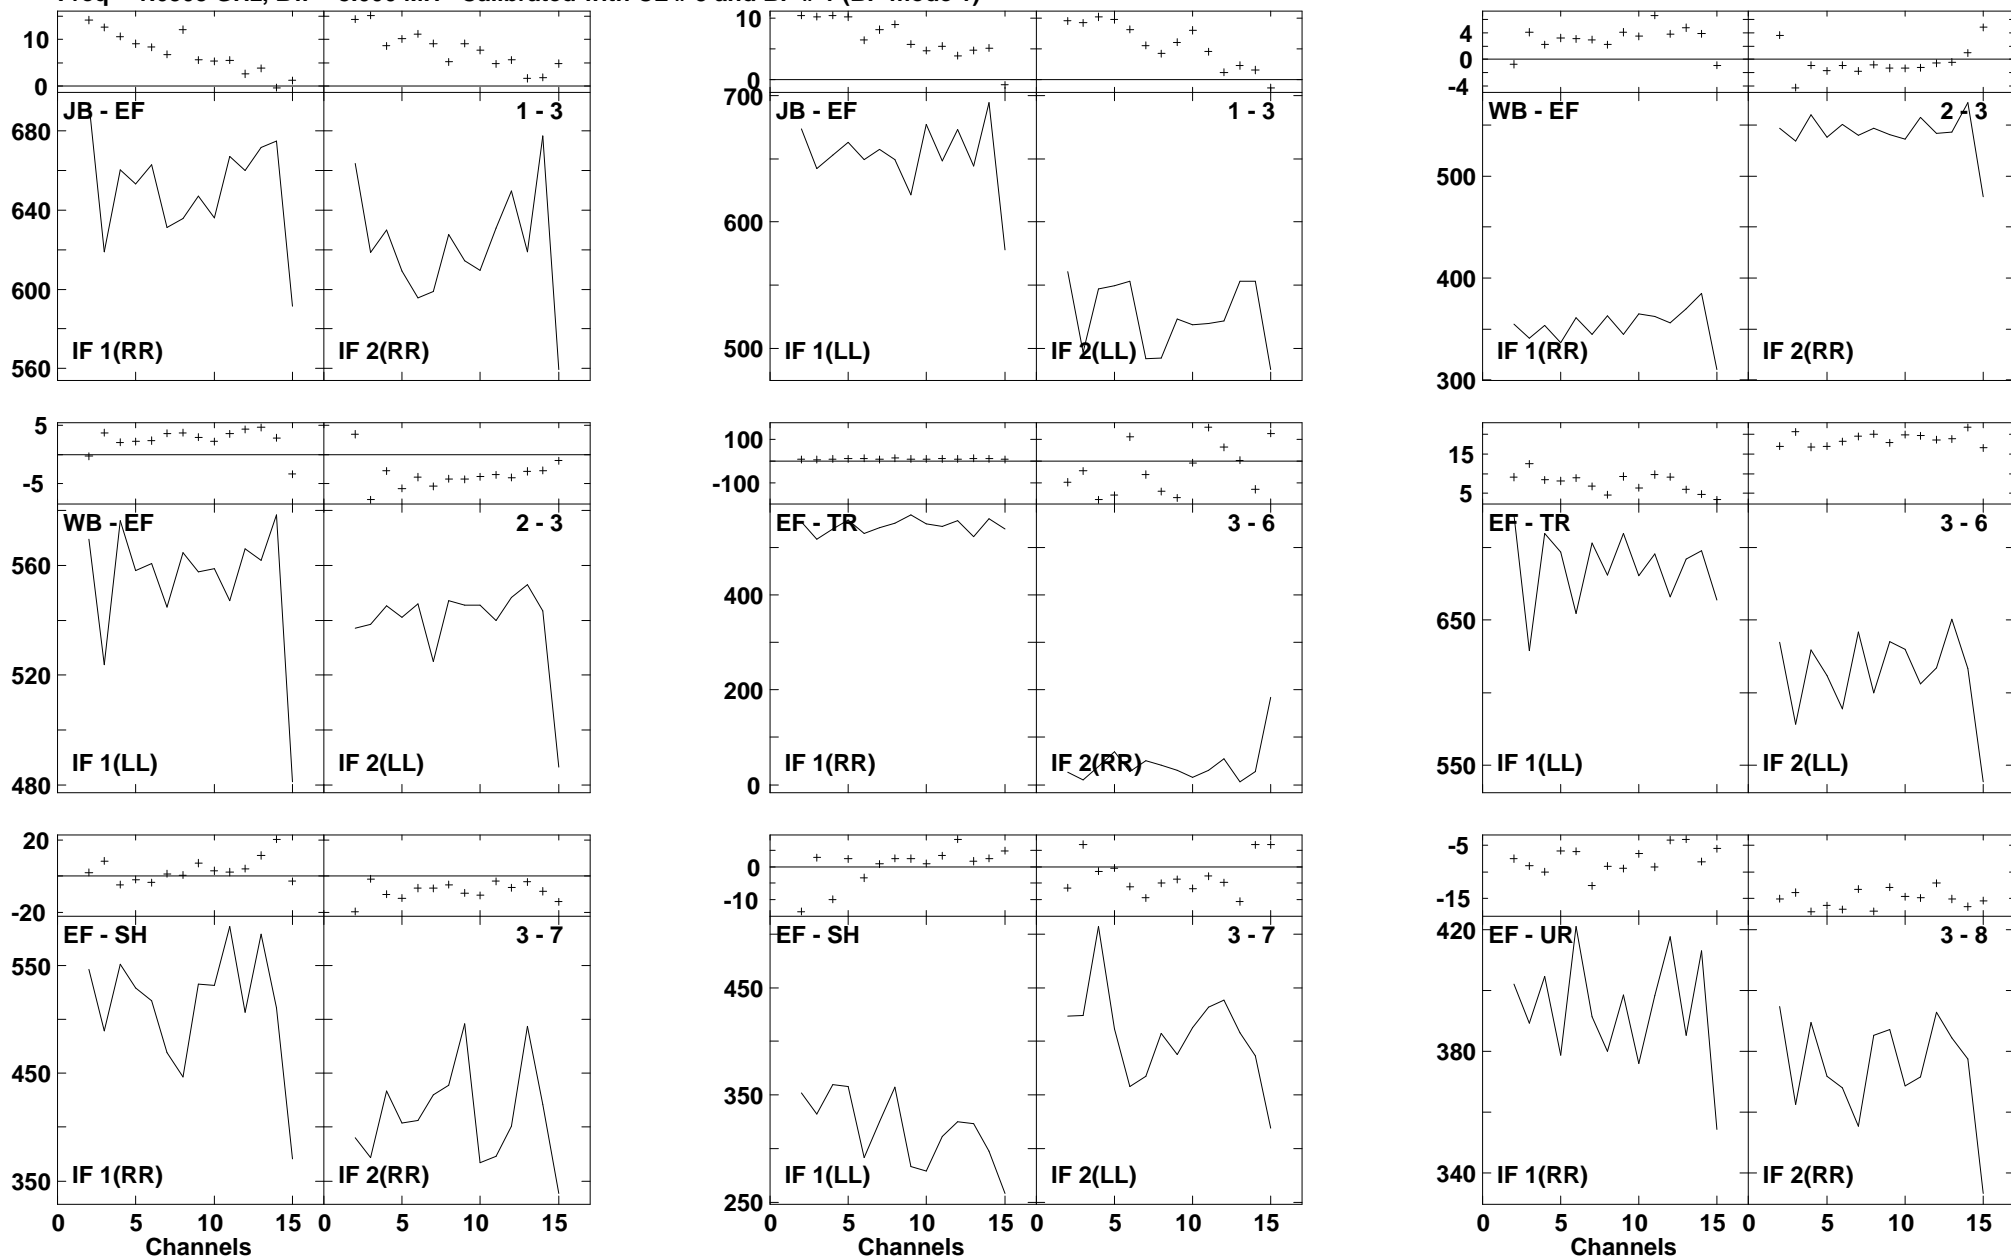 10
0
JB - EF
1 - 3
680
640
600
560
IF 1(RR)
IF 2(RR)
10
0
700
JB - EF
1 - 3
600
500
IF 1(LL)
IF 2(LL)
4
0
-4
WB - EF
2 - 3
500
400
300
IF 1(RR)
IF 2(RR)
5
-5
WB - EF
2 - 3
560
520
480
IF 1(LL)
IF 2(LL)
100
-100
EF - TR
3 - 6
400
200
0
IF 1(RR)
IF 2(RR)
15
5
EF - TR
3 - 6
650
550
IF 1(LL)
IF 2(LL)
20
0
-20
EF - SH
3 - 7
550
450
350
IF 1(RR)
IF 2(RR)
0 5 10 15 0 5 10 15
Channels
0
-10
EF - SH
3 - 7
450
350
250
IF 1(LL)
IF 2(LL)
0 5 10 15 0 5 10 15
Channels
-5
-15
EF - UR
3 - 8
420
380
340
IF 1(RR)
IF 2(RR)
0 5 10 15 0 5 10 15
Channels